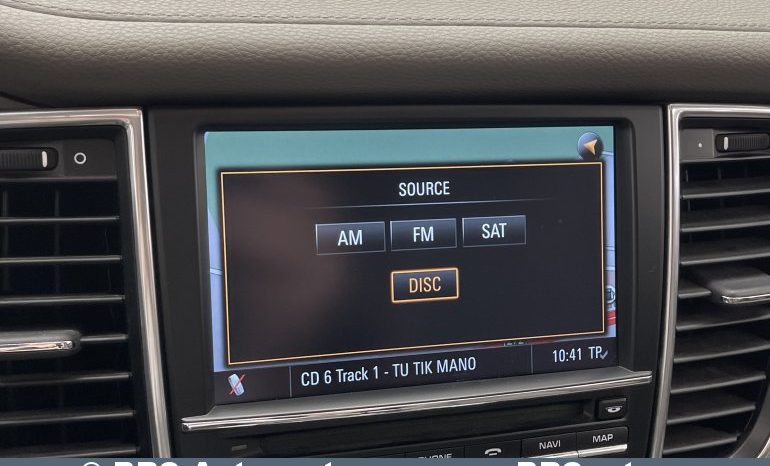 SOURCE
AM FM SAT
DISC
CD 6 Track 1 - TU TIK MANO
10:41 TP
NAVI MAP